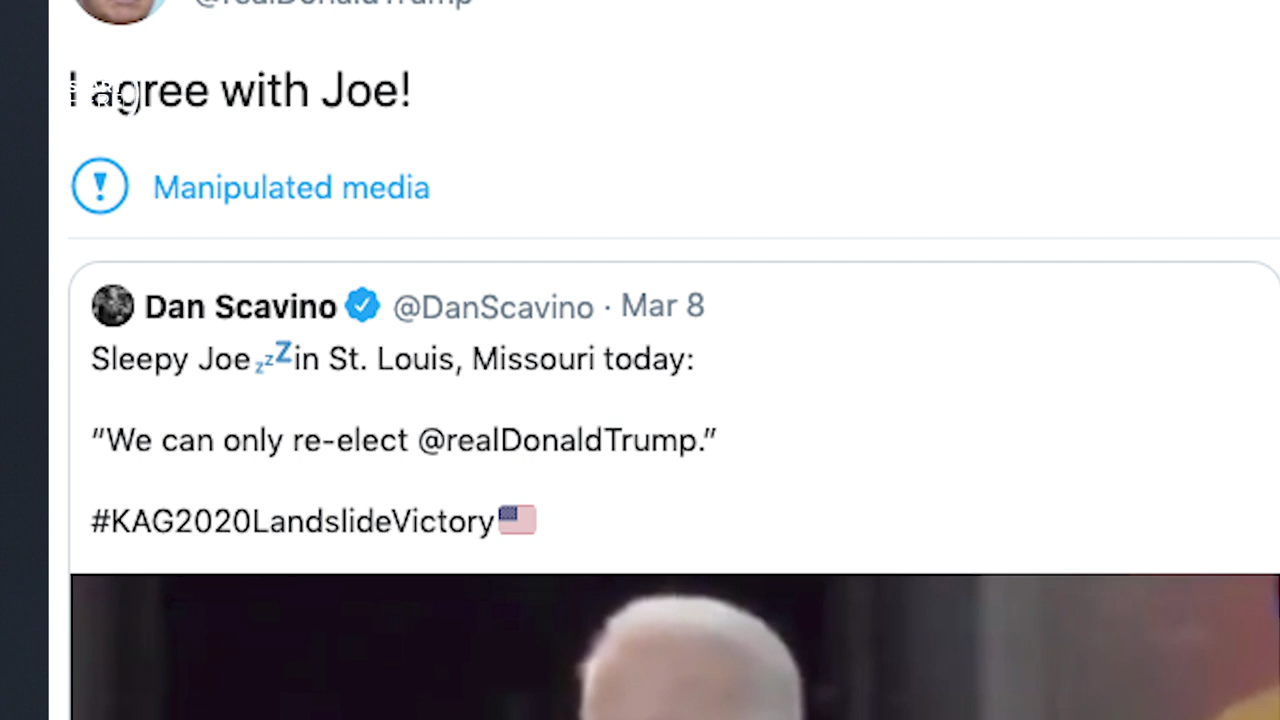 @realDonaldTrump
I agree with Joe!
Manipulated media
Dan Scavino @DanScavino · Mar 8
Sleepy Joe💤in St. Louis, Missouri today:
“We can only re-elect @realDonaldTrump.”
#KAG2020LandslideVictory🇺🇸